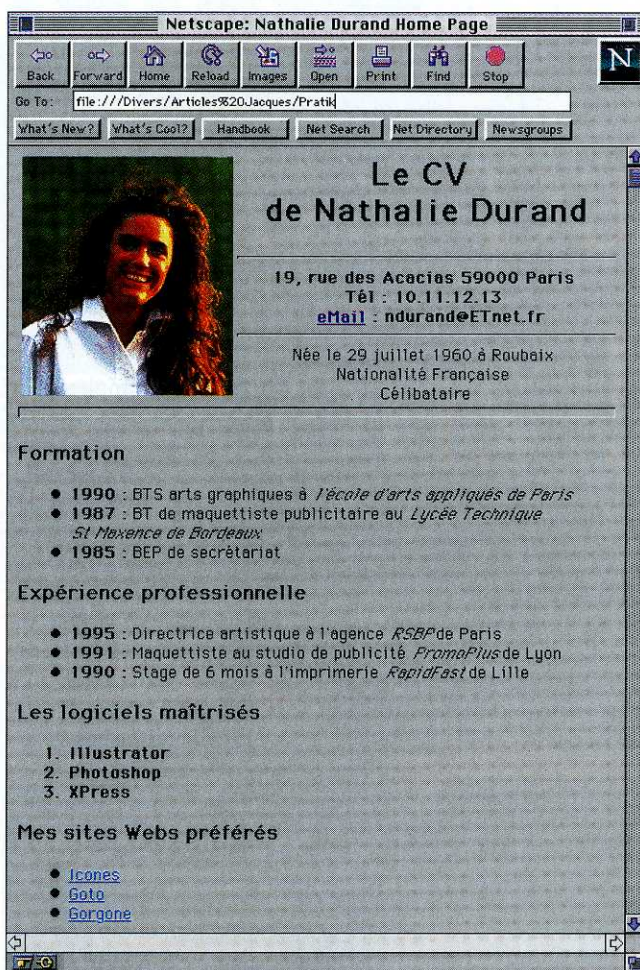 Netscape: Nathalie Durand Home Page
Back Forward Home Reload Images Open Print Find Stop
N
Go To: file:///Divers/Articles%20Jacques/Pratik
What's New? What's Cool? Handbook Net Search Net Directory Newsgroups
Le CV
de Nathalie Durand
19, rue des Acacias 59000 Paris
Tél : 10.11.12.13
eMail : ndurand@ETnet.fr
Née le 29 juillet 1960 à Roubaix
Nationalité Française
Célibataire
Formation
● 1990 : BTS arts graphiques à l'école d'arts appliqués de Paris
● 1987 : BT de maquettiste publicitaire au Lycée Technique
St Maxence de Bordeaux
● 1985 : BEP de secrétariat
Expérience professionnelle
● 1995 : Directrice artistique à l'agence RSBP de Paris
● 1991 : Maquettiste au studio de publicité PromoPlus de Lyon
● 1990 : Stage de 6 mois à l'imprimerie RapidFast de Lille
Les logiciels maîtrisés
1. Illustrator
2. Photoshop
3. XPress
Mes sites Webs préférés
● Icones
● Goto
● Gorgone